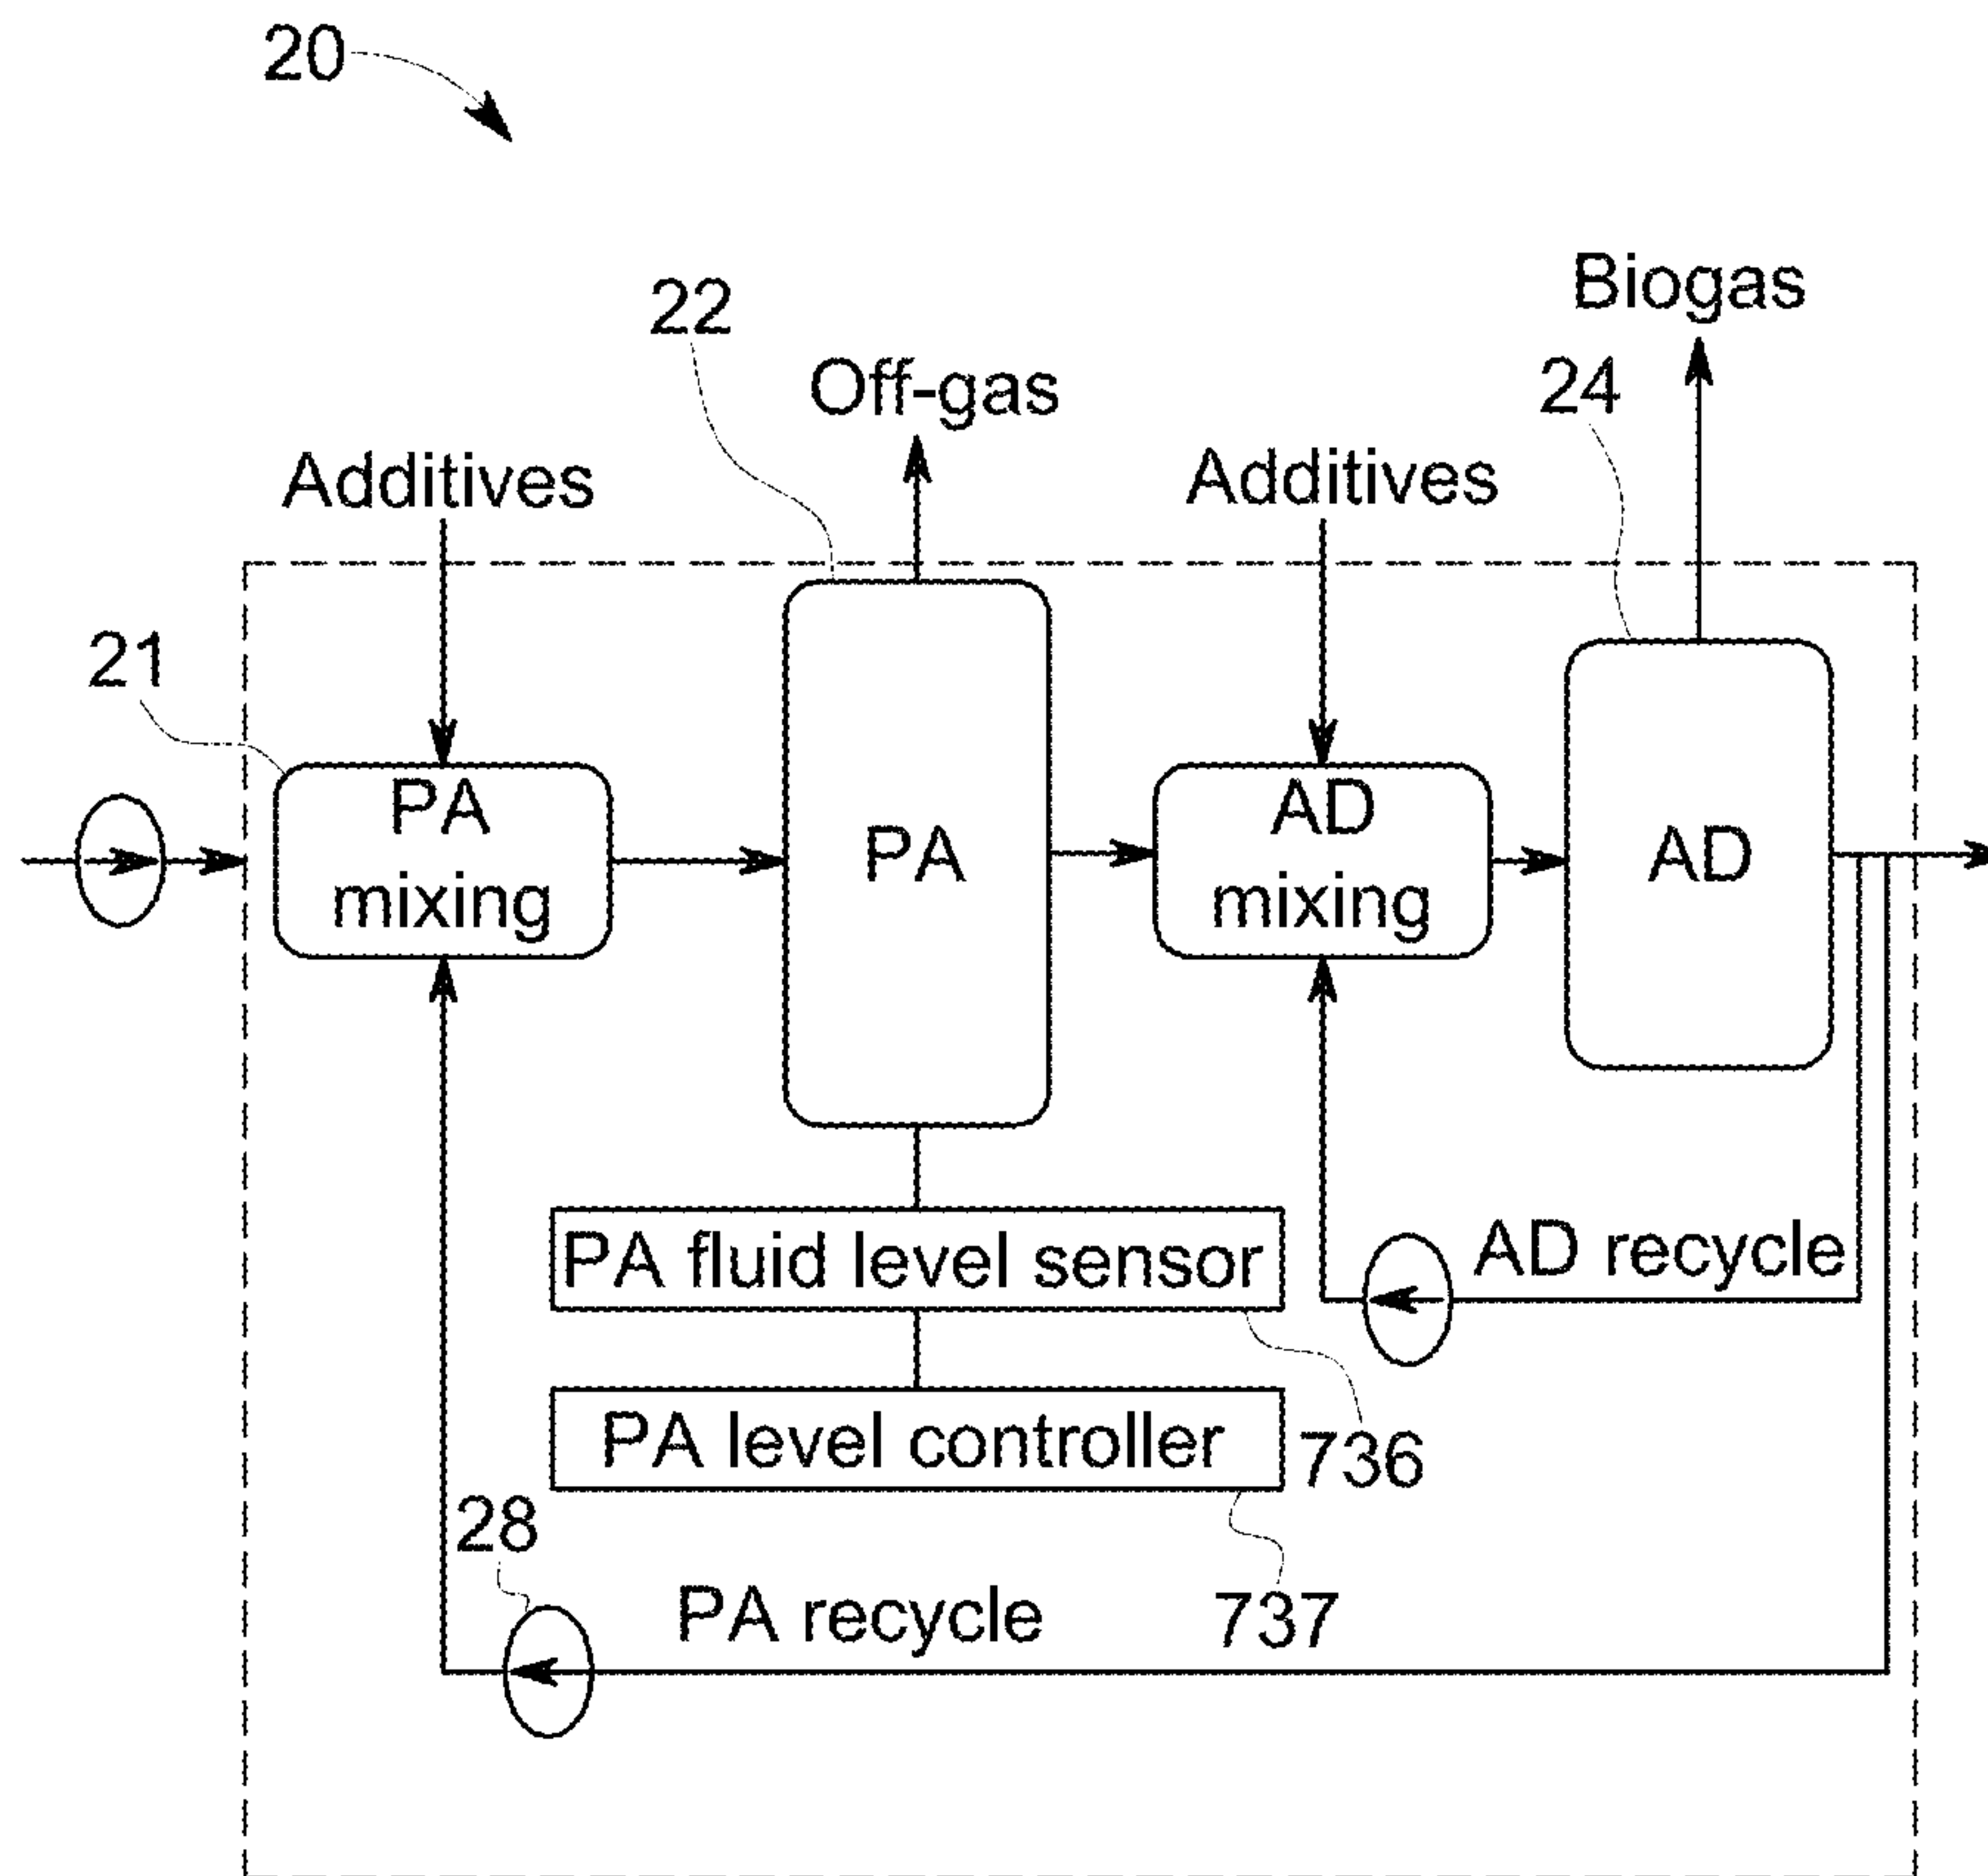 20
Biogas
22
Off-gas
24
Additives
Additives
21
PA
mixing
PA
AD
mixing
AD
PA fluid level sensor
AD recycle
PA level controller
736
28
PA recycle
737